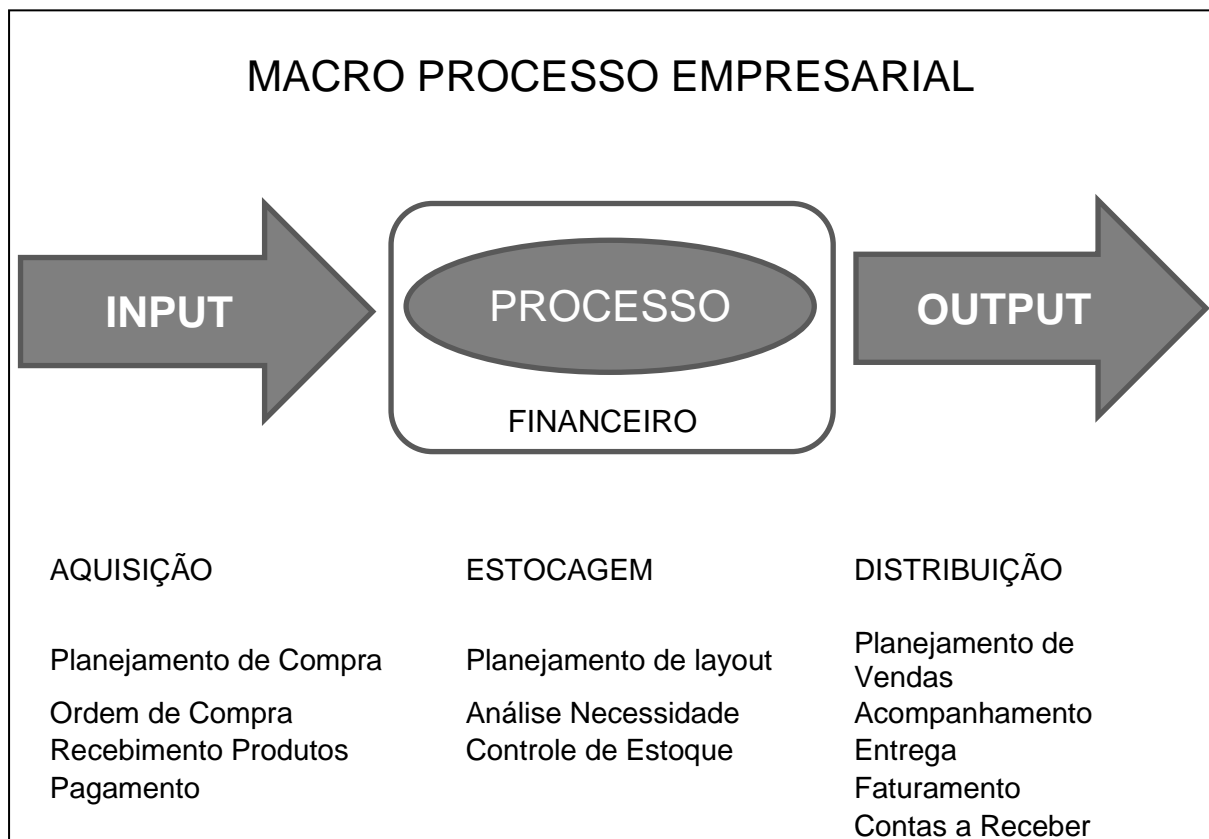 MACRO PROCESSO EMPRESARIAL
INPUT
PROCESSO
FINANCEIRO
OUTPUT
AQUISIÇÃO
Planejamento de Compra
Ordem de Compra
Recebimento Produtos
Pagamento
ESTOCAGEM
Planejamento de layout
Análise Necessidade
Controle de Estoque
DISTRIBUIÇÃO
Planejamento de
Vendas
Acompanhamento
Entrega
Faturamento
Contas a Receber